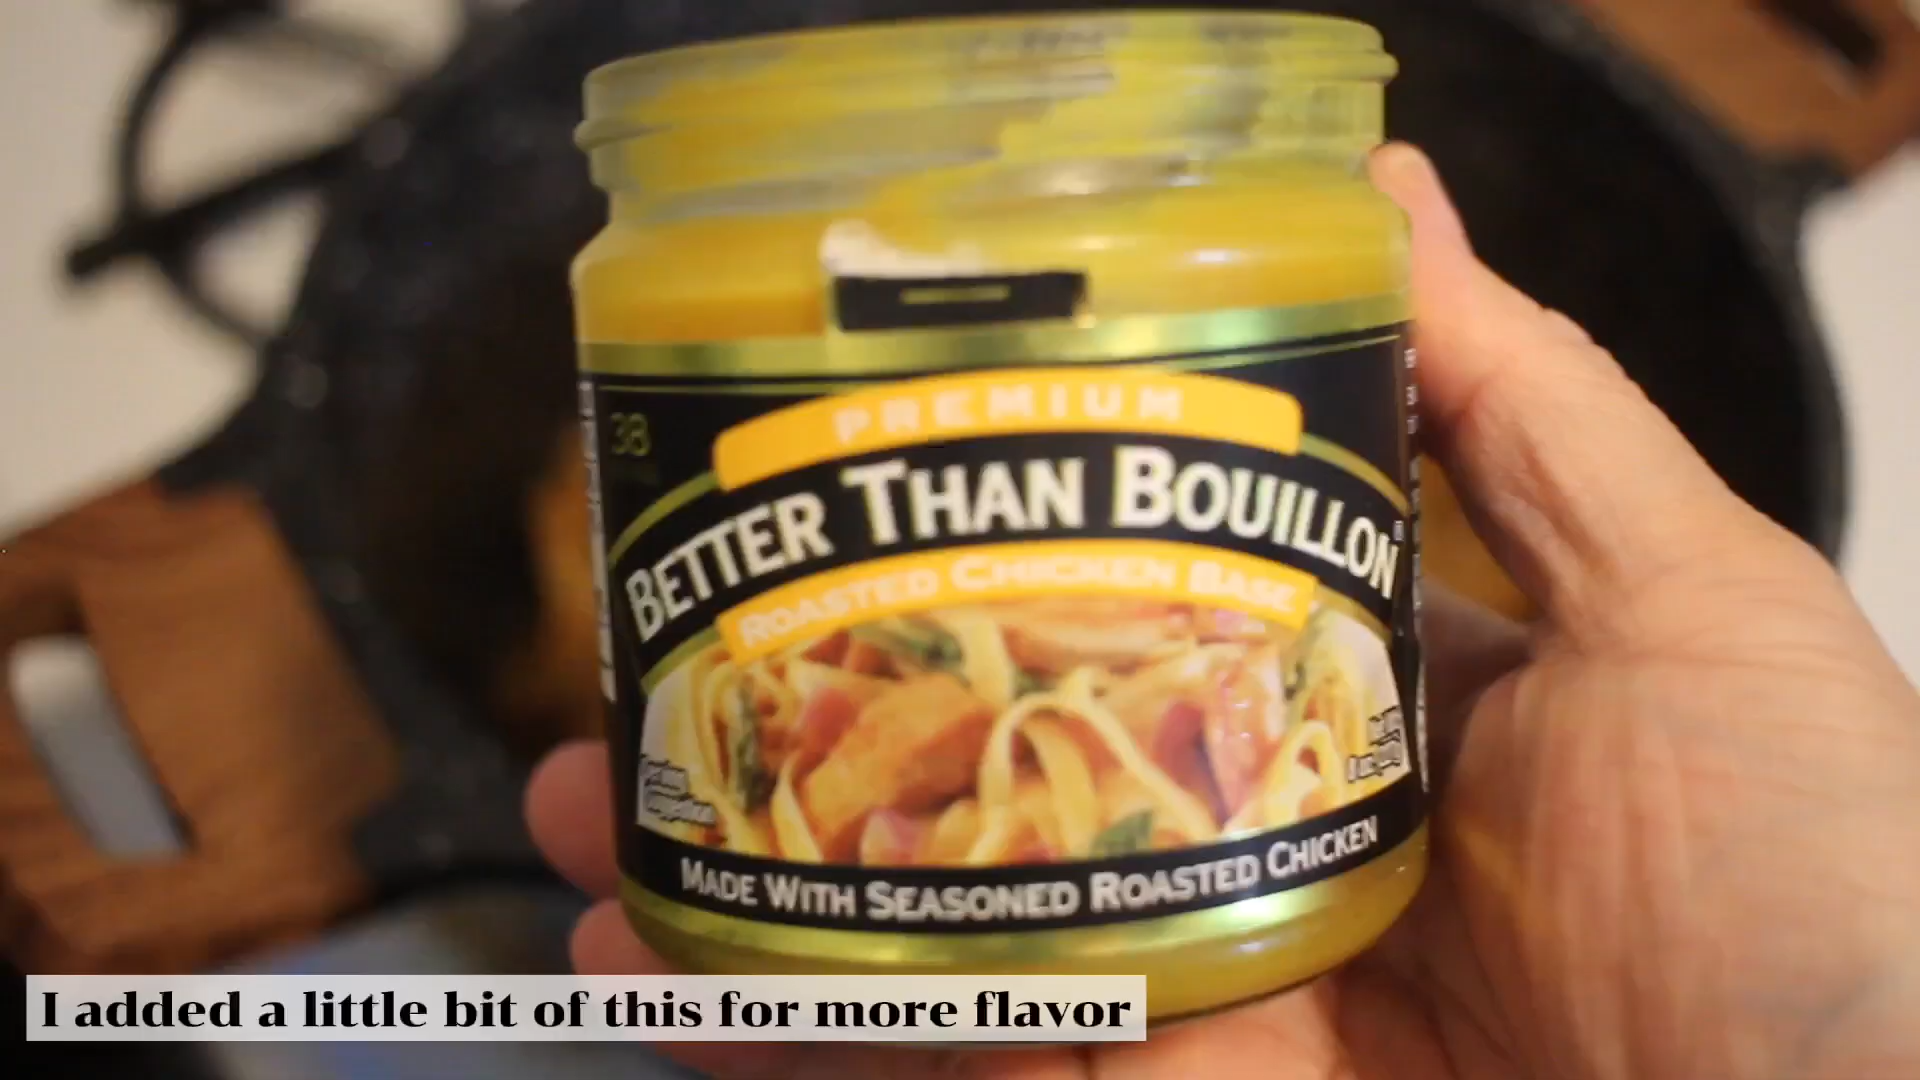 38
PREMIUM
BETTER THAN BOUILLON
ROASTED CHICKEN BASE
MADE WITH SEASONED ROASTED CHICKEN
I added a little bit of this for more flavor